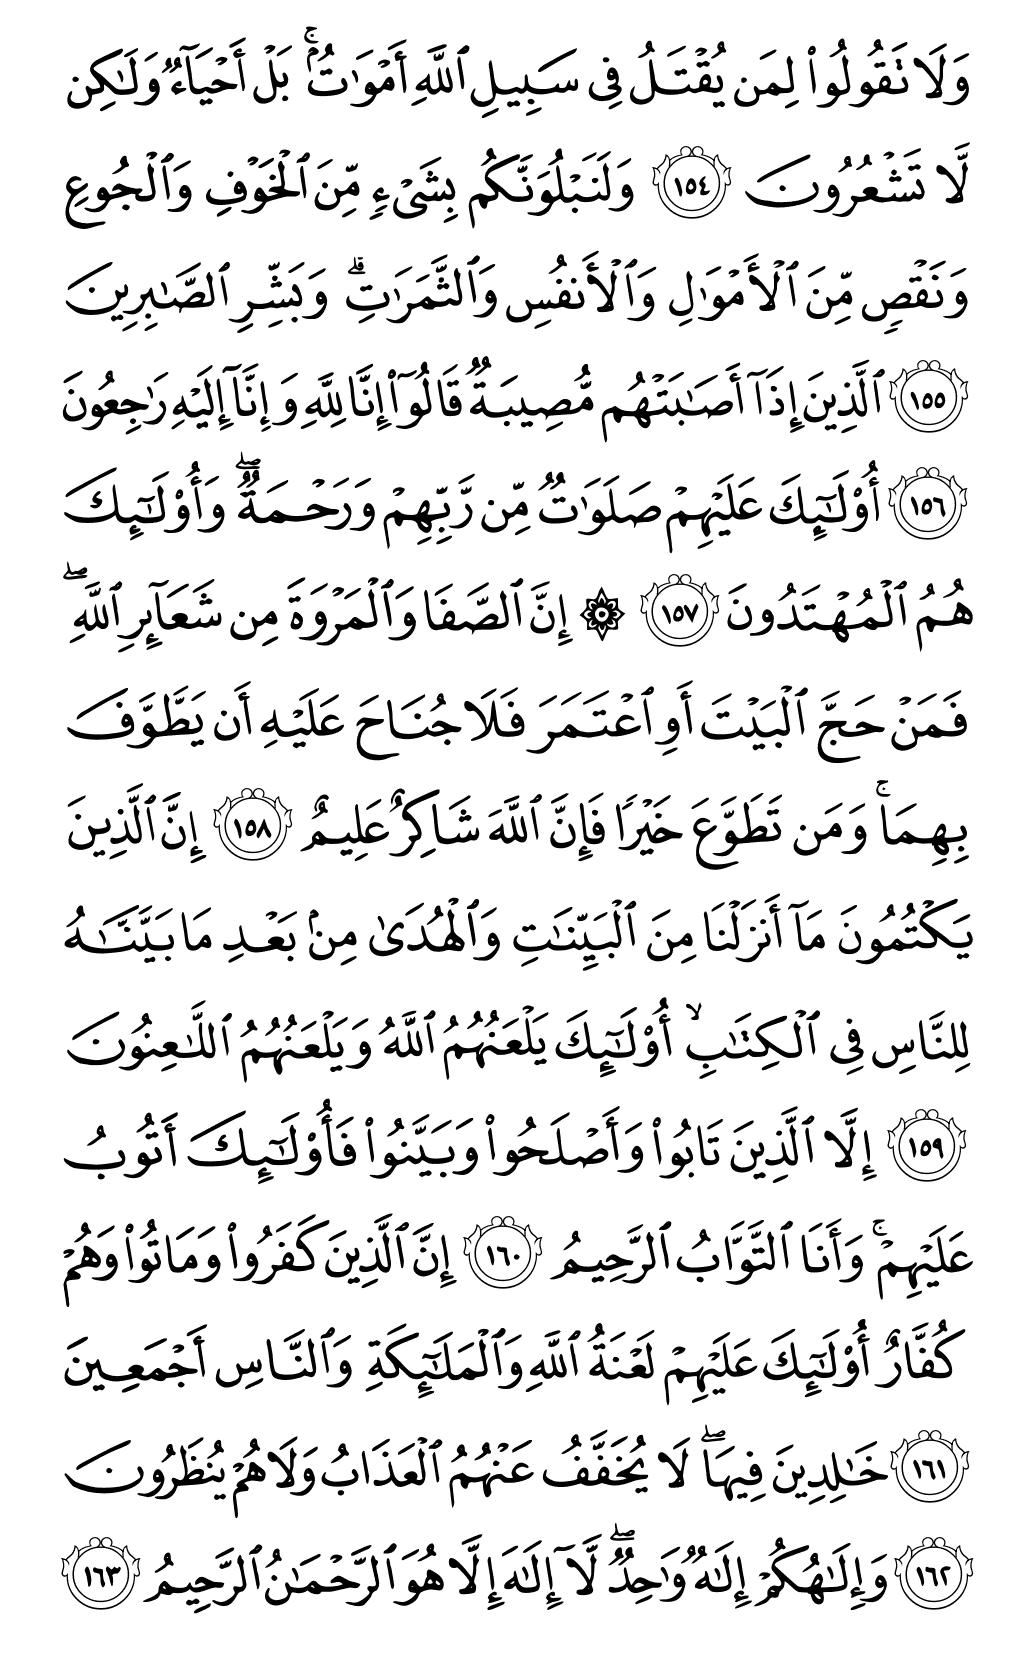 وَلَا تَقُولُوا۟ لِمَن يُقْتَلُ فِى سَبِيلِ ٱللَّهِ أَمْوَٰتٌۢ ۚ بَلْ أَحْيَآءٌ وَلَٰكِن
لَّا تَشْعُرُونَ ١٥٤ وَلَنَبْلُوَنَّكُم بِشَىْءٍ مِّنَ ٱلْخَوْفِ وَٱلْجُوعِ
وَنَقْصٍ مِّنَ ٱلْأَمْوَٰلِ وَٱلْأَنفُسِ وَٱلثَّمَرَٰتِ ۗ وَبَشِّرِ ٱلصَّٰبِرِينَ
١٥٥ ٱلَّذِينَ إِذَآ أَصَٰبَتْهُم مُّصِيبَةٌ قَالُوٓا۟ إِنَّا لِلَّهِ وَإِنَّآ إِلَيْهِ رَٰجِعُونَ
١٥٦ أُو۟لَٰٓئِكَ عَلَيْهِمْ صَلَوَٰتٌ مِّن رَّبِّهِمْ وَرَحْمَةٌ ۖ وَأُو۟لَٰٓئِكَ
هُمُ ٱلْمُهْتَدُونَ ١٥٧ ۞ إِنَّ ٱلصَّفَا وَٱلْمَرْوَةَ مِن شَعَآئِرِ ٱللَّهِ ۖ
فَمَنْ حَجَّ ٱلْبَيْتَ أَوِ ٱعْتَمَرَ فَلَا جُنَاحَ عَلَيْهِ أَن يَطَّوَّفَ
بِهِمَا ۚ وَمَن تَطَوَّعَ خَيْرًا فَإِنَّ ٱللَّهَ شَاكِرٌ عَلِيمٌ ١٥٨ إِنَّ ٱلَّذِينَ
يَكْتُمُونَ مَآ أَنزَلْنَا مِنَ ٱلْبَيِّنَٰتِ وَٱلْهُدَىٰ مِنۢ بَعْدِ مَا بَيَّنَّٰهُ
لِلنَّاسِ فِى ٱلْكِتَٰبِ ۙ أُو۟لَٰٓئِكَ يَلْعَنُهُمُ ٱللَّهُ وَيَلْعَنُهُمُ ٱللَّٰعِنُونَ
١٥٩ إِلَّا ٱلَّذِينَ تَابُوا۟ وَأَصْلَحُوا۟ وَبَيَّنُوا۟ فَأُو۟لَٰٓئِكَ أَتُوبُ
عَلَيْهِمْ ۚ وَأَنَا ٱلتَّوَّابُ ٱلرَّحِيمُ ١٦٠ إِنَّ ٱلَّذِينَ كَفَرُوا۟ وَمَاتُوا۟ وَهُمْ
كُفَّارٌ أُو۟لَٰٓئِكَ عَلَيْهِمْ لَعْنَةُ ٱللَّهِ وَٱلْمَلَٰٓئِكَةِ وَٱلنَّاسِ أَجْمَعِينَ
١٦١ خَٰلِدِينَ فِيهَا ۖ لَا يُخَفَّفُ عَنْهُمُ ٱلْعَذَابُ وَلَا هُمْ يُنظَرُونَ
١٦٢ وَإِلَٰهُكُمْ إِلَٰهٌ وَٰحِدٌ ۖ لَّآ إِلَٰهَ إِلَّا هُوَ ٱلرَّحْمَٰنُ ٱلرَّحِيمُ ١٦٣